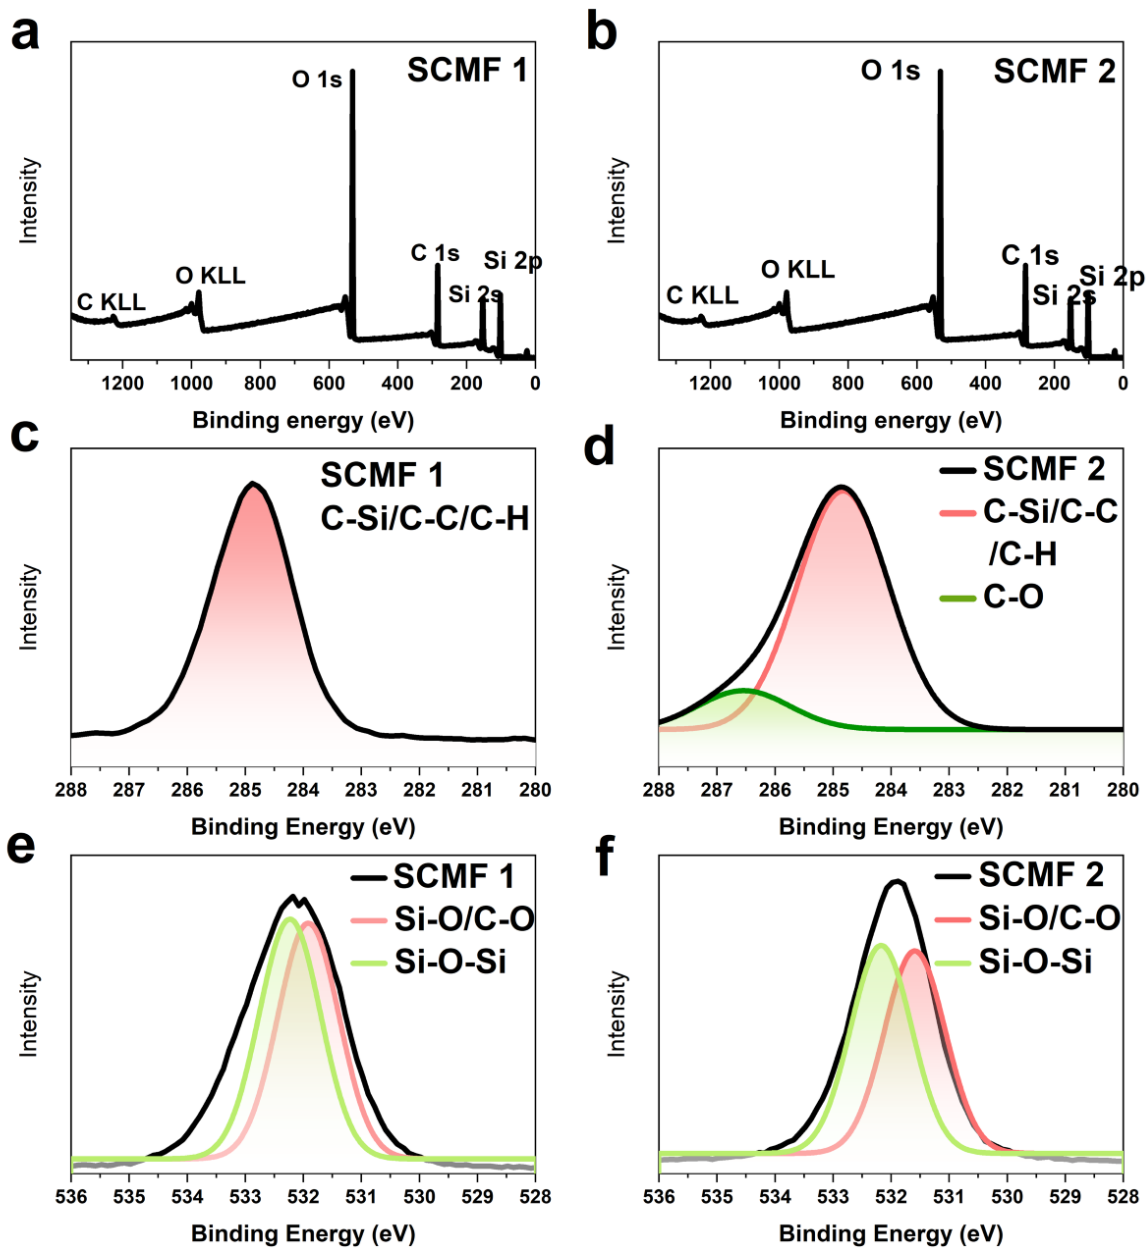 a
SCMF 1
O 1s
C 1s
Si 2p
Si 2s
O KLL
C KLL
Intensity
1200 1000 800 600 400 200 0
Binding energy (eV)
b
SCMF 2
O 1s
C 1s
Si 2p
Si 2s
O KLL
C KLL
Intensity
1200 1000 800 600 400 200 0
Binding energy (eV)
c
SCMF 1
C-Si/C-C/C-H
Intensity
288 287 286 285 284 283 282 281 280
Binding Energy (eV)
d
SCMF 2
C-Si/C-C
/C-H
C-O
Intensity
288 287 286 285 284 283 282 281 280
Binding Energy (eV)
e
SCMF 1
Si-O/C-O
Si-O-Si
Intensity
536 535 534 533 532 531 530 529 528
Binding Energy (eV)
f
SCMF 2
Si-O/C-O
Si-O-Si
Intensity
536 535 534 533 532 531 530 529 528
Binding Energy (eV)